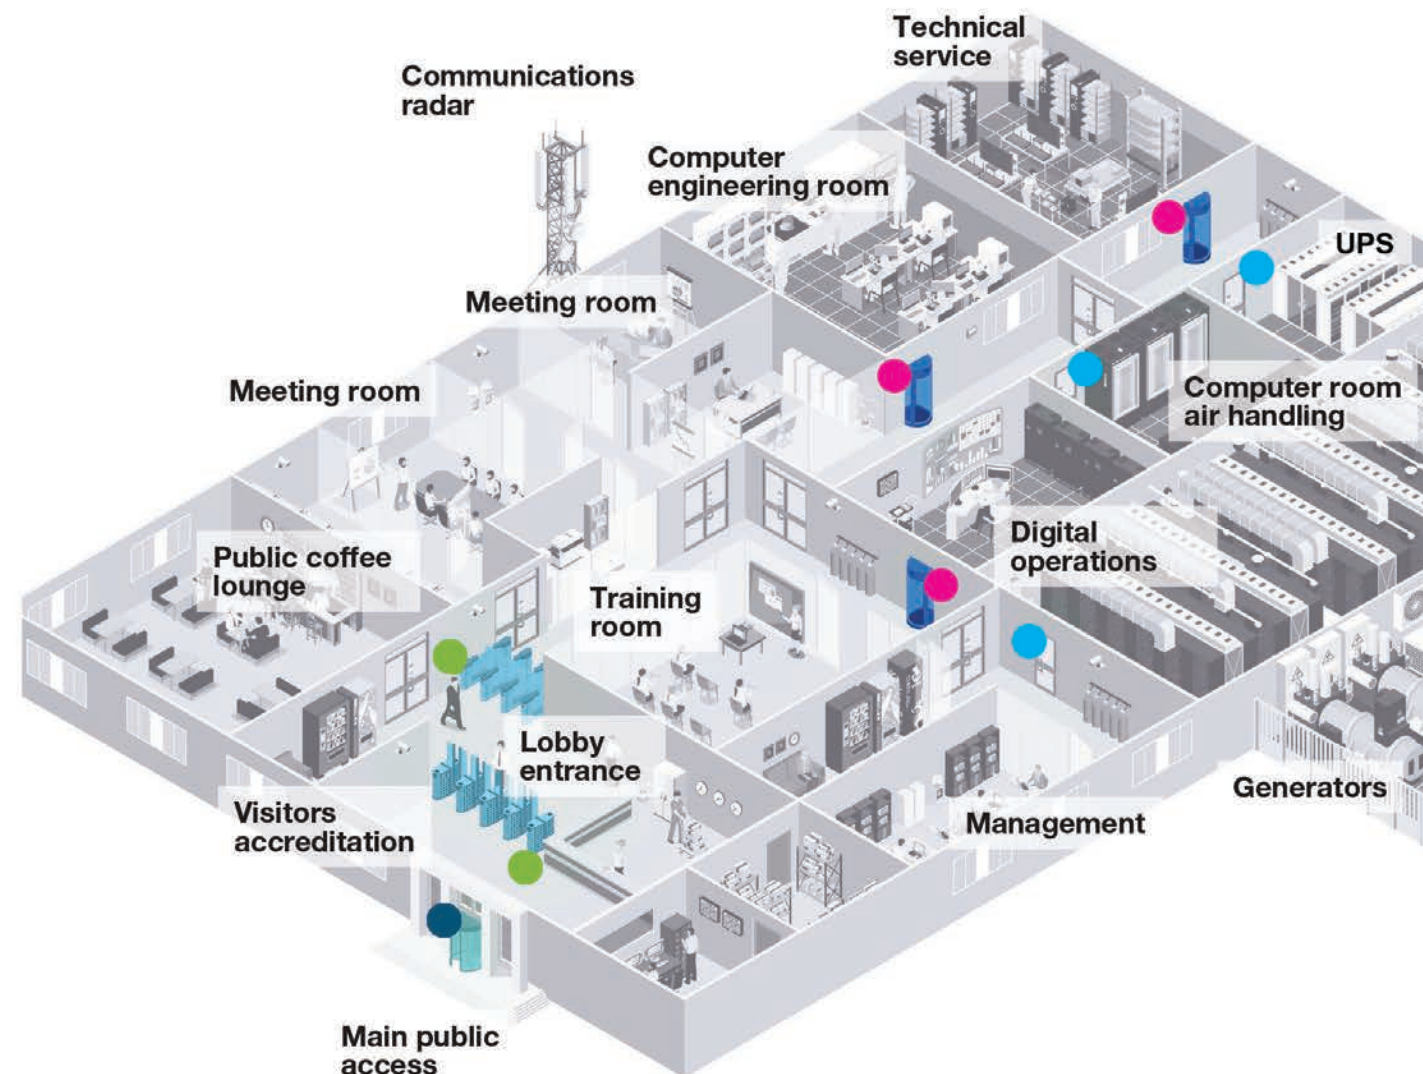 Technical
service
Communications
radar
Computer
engineering room
UPS
Meeting room
Meeting room
Computer room
air handling
Public coffee
lounge
Digital
operations
Training
room
Lobby
entrance
Generators
Visitors
accreditation
Management
Main public
access